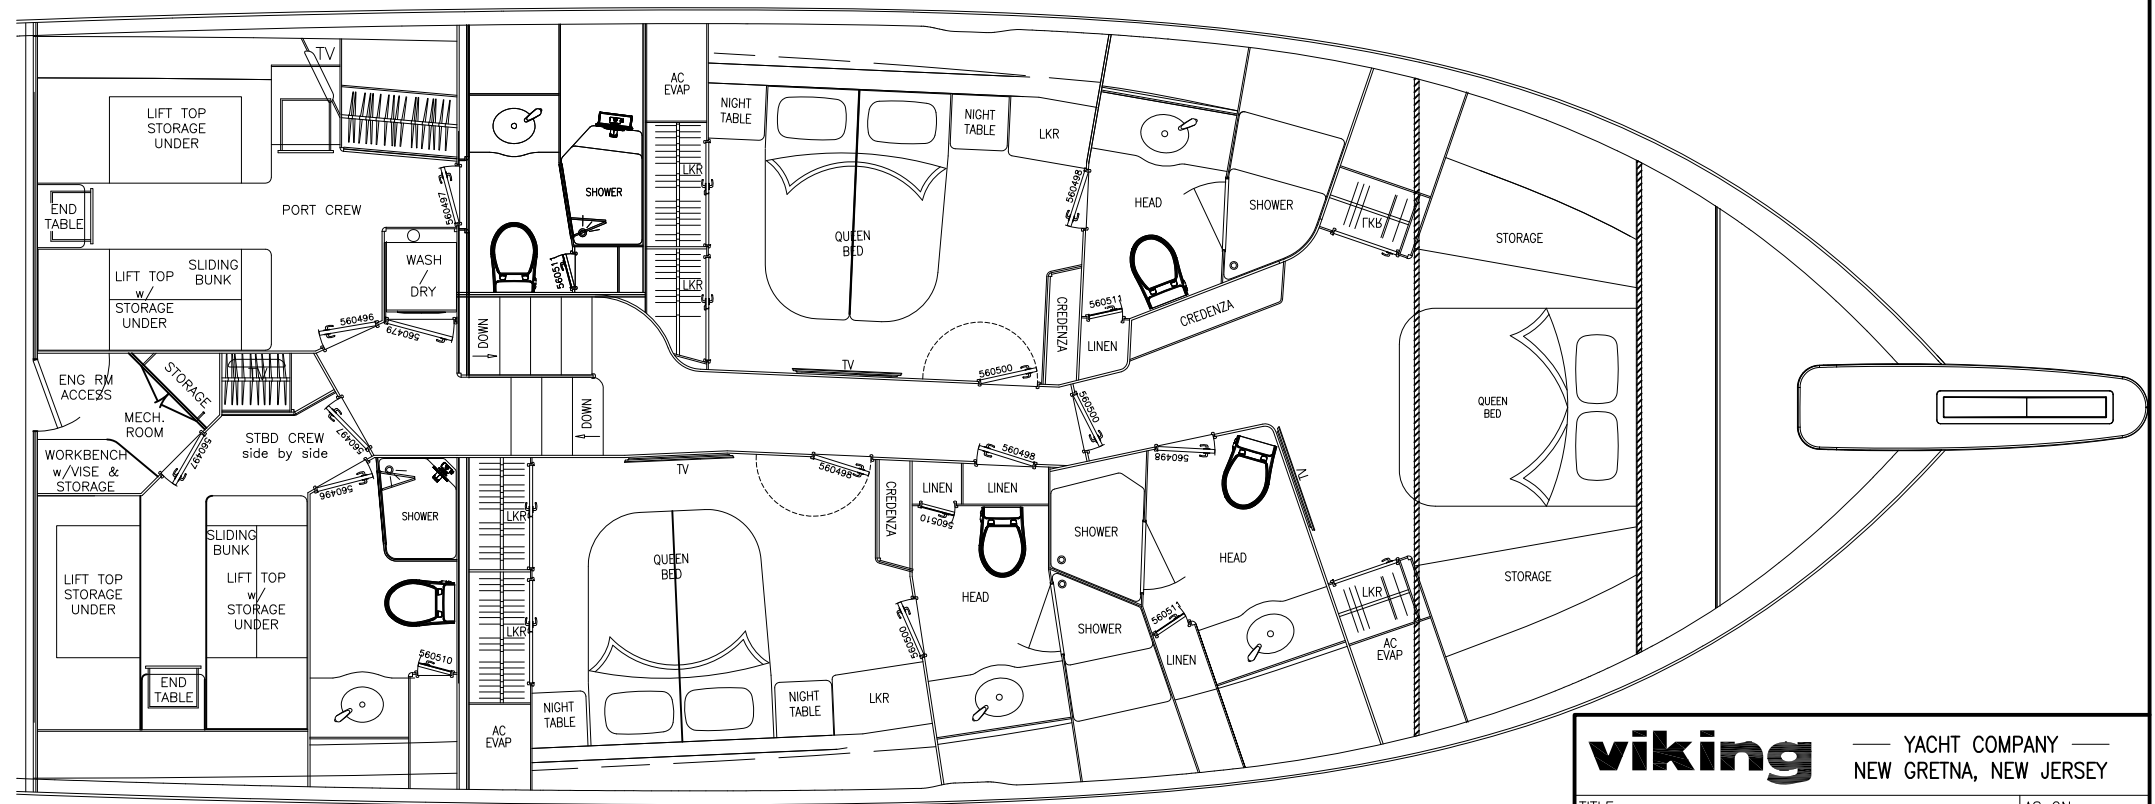 TV
LIFT TOP
STORAGE
UNDER
END
TABLE
PORT CREW
560497
LIFT TOP
w/
STORAGE
UNDER
SLIDING
BUNK
WASH
/
DRY
560496
560479
SHOWER
560511
AC
EVAP
LKR
LKR
NIGHT
TABLE
QUEEN
BED
NIGHT
TABLE
LKR
560498
HEAD
SHOWER
LKR
CREDENZA
560511
LINEN
CREDENZA
TV
560500
DOWN
DOWN
ENG RM
ACCESS
STORAGE
TV
MECH.
ROOM
560497
STBD CREW
side by side
560497
560496
WORKBENCH
w/VISE &
STORAGE
LIFT TOP
STORAGE
UNDER
SLIDING
BUNK
LIFT TOP
w/
STORAGE
UNDER
END
TABLE
SHOWER
560510
LKR
LKR
AC
EVAP
TV
560498
QUEEN
BED
NIGHT
TABLE
NIGHT
TABLE
LKR
CREDENZA
LINEN
LINEN
560510
560498
560500
HEAD
SHOWER
SHOWER
560500
560498
TV
HEAD
560511
LINEN
LKR
AC
EVAP
STORAGE
QUEEN
BED
STORAGE
viking
YACHT COMPANY
NEW GRETNA, NEW JERSEY